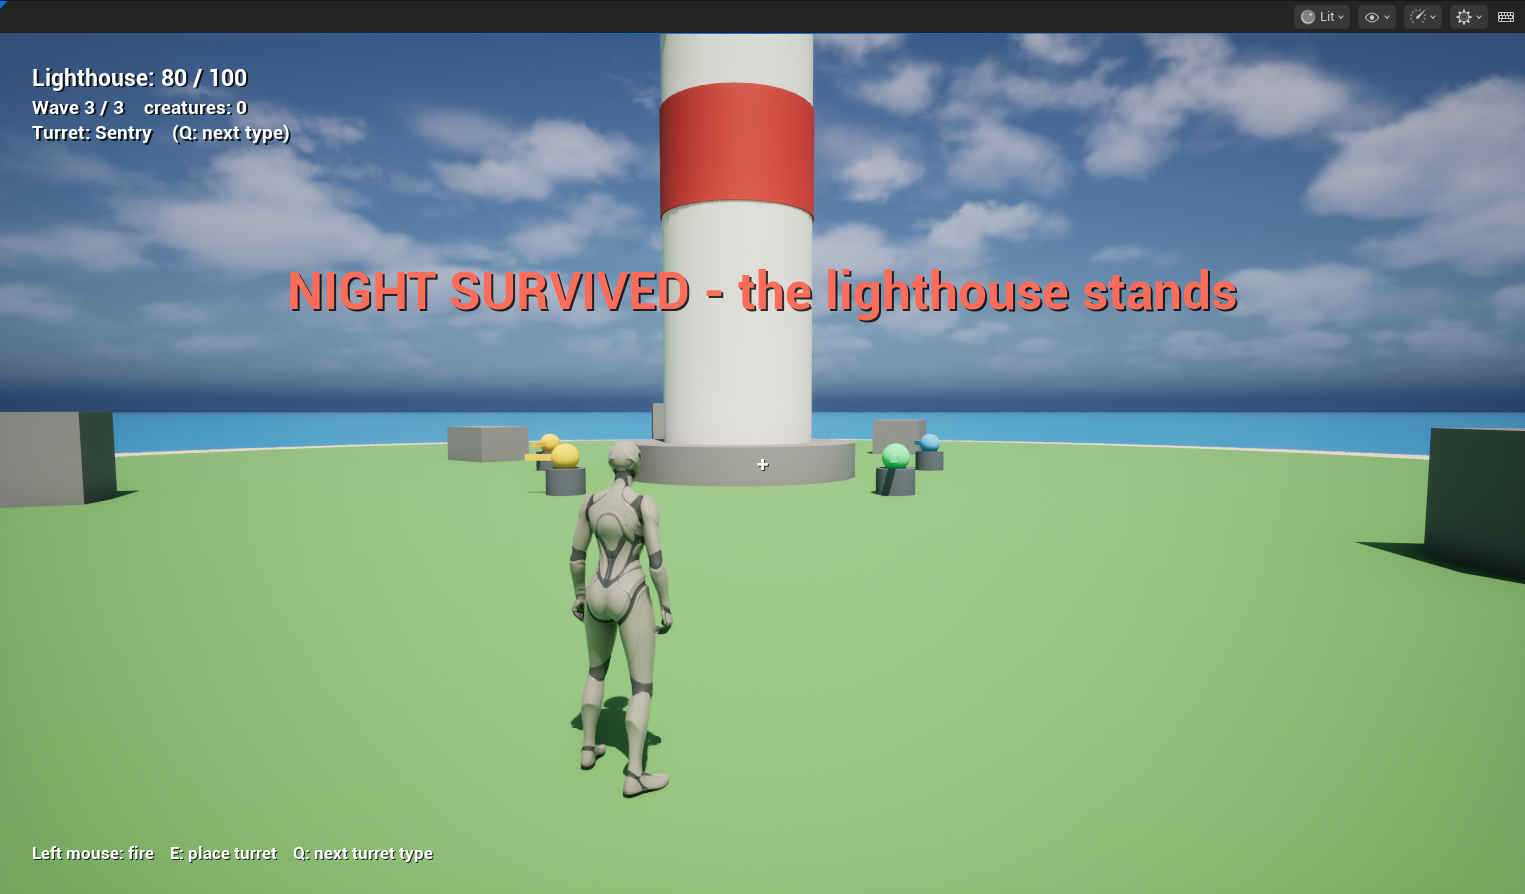 Lit
Lighthouse: 80 / 100
Wave 3 / 3 creatures: 0
Turret: Sentry (Q: next type)
NIGHT SURVIVED - the lighthouse stands
Left mouse: fire E: place turret Q: next turret type